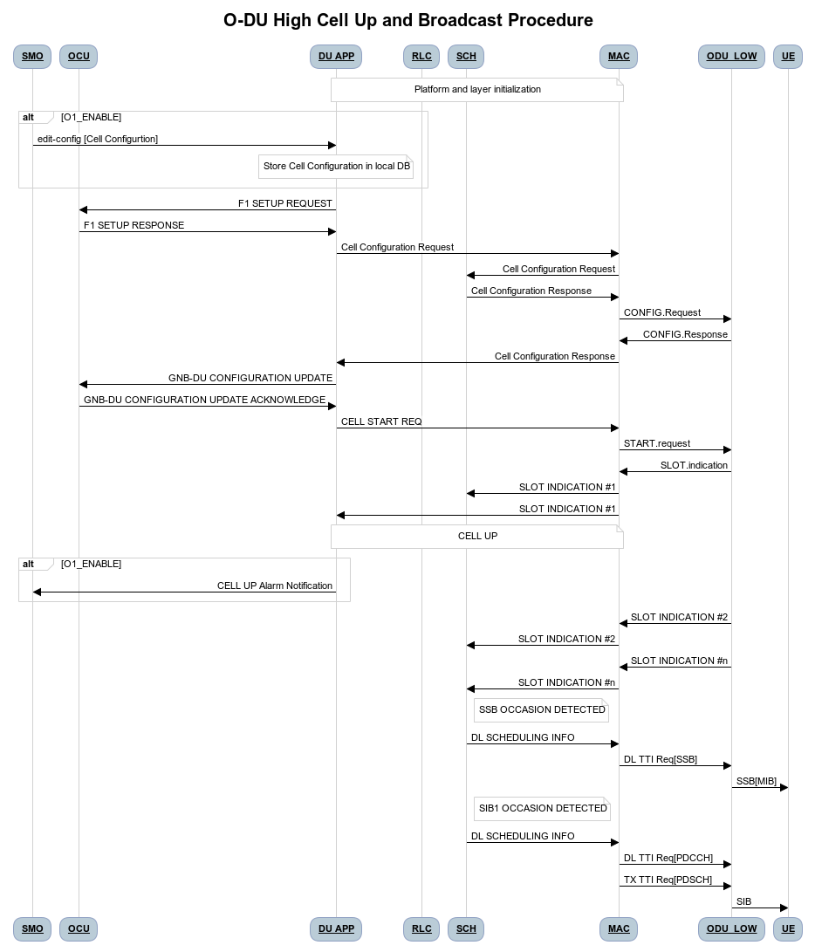 O-DU High Cell Up and Broadcast Procedure
SMO OCU DU APP RLC SCH MAC ODU_LOW UE
Platform and layer initialization
alt [O1_ENABLE]
edit-config [Cell Configurtion]
Store Cell Configuration in local DB
F1 SETUP REQUEST
F1 SETUP RESPONSE
Cell Configuration Request
Cell Configuration Request
Cell Configuration Response
CONFIG.Request
CONFIG.Response
Cell Configuration Response
GNB-DU CONFIGURATION UPDATE
GNB-DU CONFIGURATION UPDATE ACKNOWLEDGE
CELL START REQ
START.request
SLOT.indication
SLOT INDICATION #1
SLOT INDICATION #1
CELL UP
alt [O1_ENABLE]
CELL UP Alarm Notification
SLOT INDICATION #2
SLOT INDICATION #2
SLOT INDICATION #n
SLOT INDICATION #n
SSB OCCASION DETECTED
DL SCHEDULING INFO
DL TTI Req[SSB]
SSB[MIB]
SIB1 OCCASION DETECTED
DL SCHEDULING INFO
DL TTI Req[PDCCH]
TX TTI Req[PDSCH]
SIB
SMO OCU DU APP RLC SCH MAC ODU_LOW UE